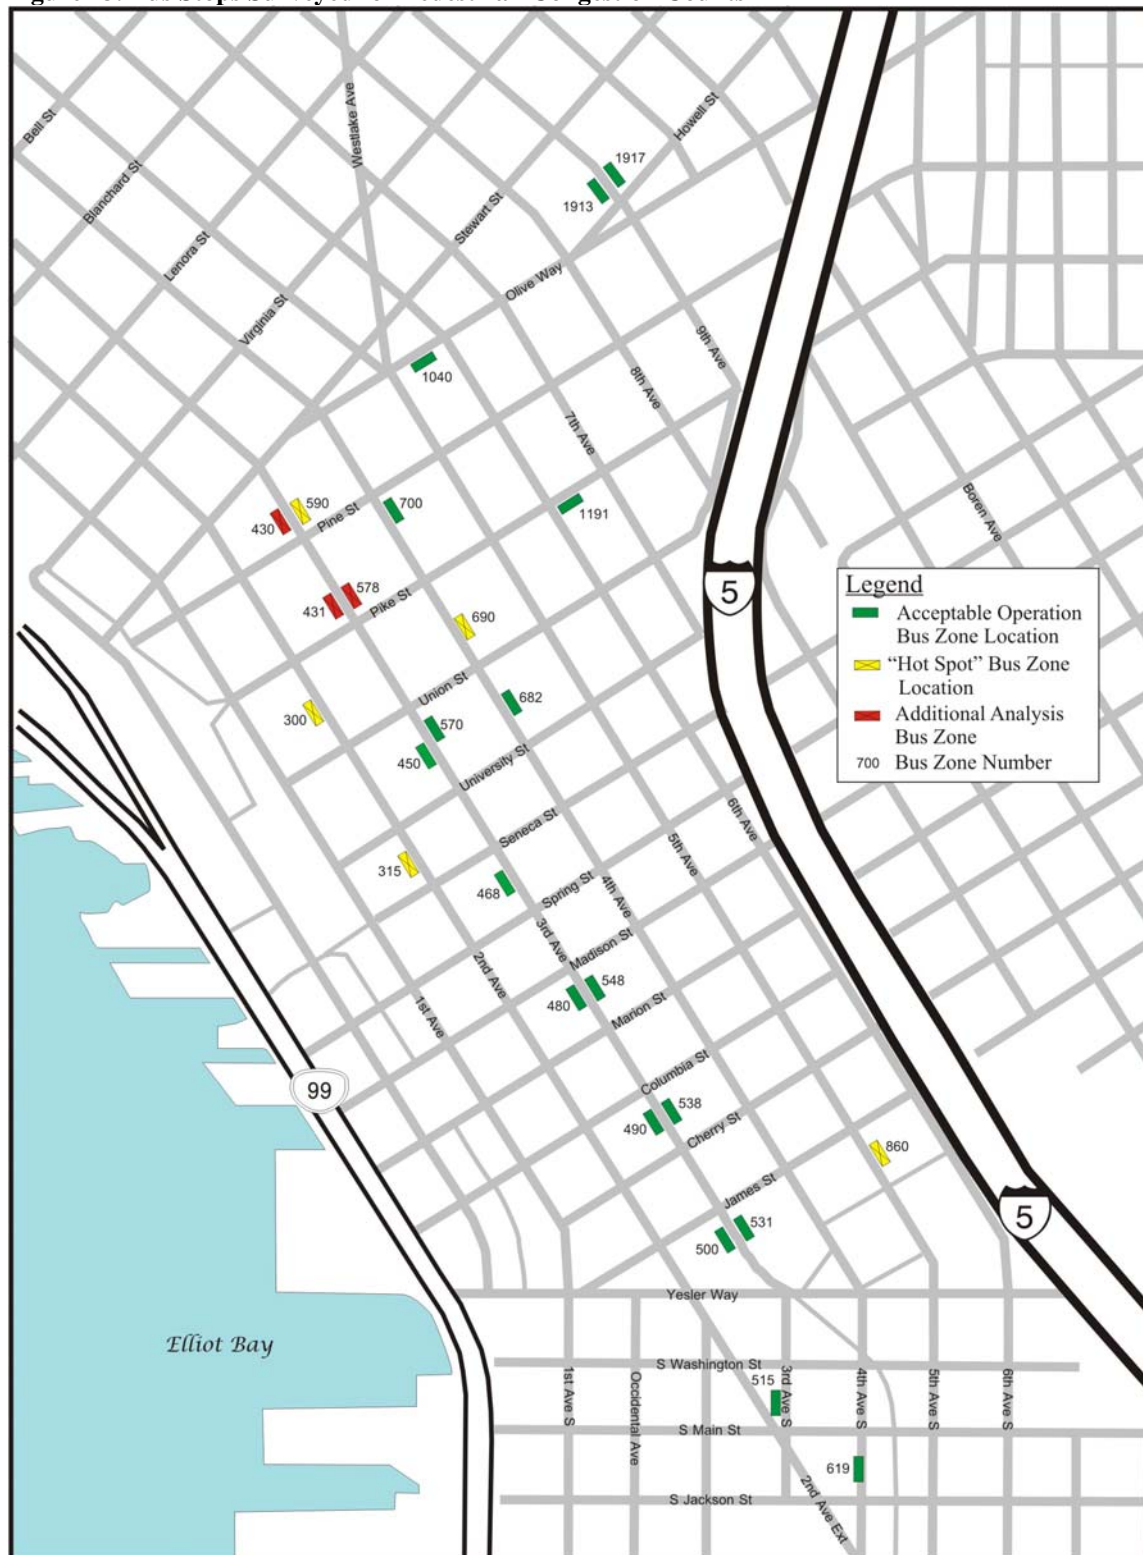 Bell St
Blanchard St
Lenora St
Virginia St
Westlake Ave
Stewart St
Howell St
1917
1913
Olive Way
9th Ave
8th Ave
7th Ave
1040
590
430
Pine St
700
1191
Boren Ave
578
431
Pike St
690
5
Legend
Acceptable Operation
Bus Zone Location
"Hot Spot" Bus Zone
Location
Additional Analysis
Bus Zone
700 Bus Zone Number
300
Union St
682
570
450
University St
Seneca St
315
468
Spring St
6th Ave
5th Ave
4th Ave
3rd Ave
2nd Ave
1st Ave
Madison St
548
480
Marion St
99
Columbia St
538
490
Cherry St
860
James St
531
500
5
Yesler Way
Elliot Bay
S Washington St
515
1st Ave S
Occidental Ave
3rd Ave S
4th Ave S
5th Ave S
6th Ave S
S Main St
619
S Jackson St
2nd Ave Ext